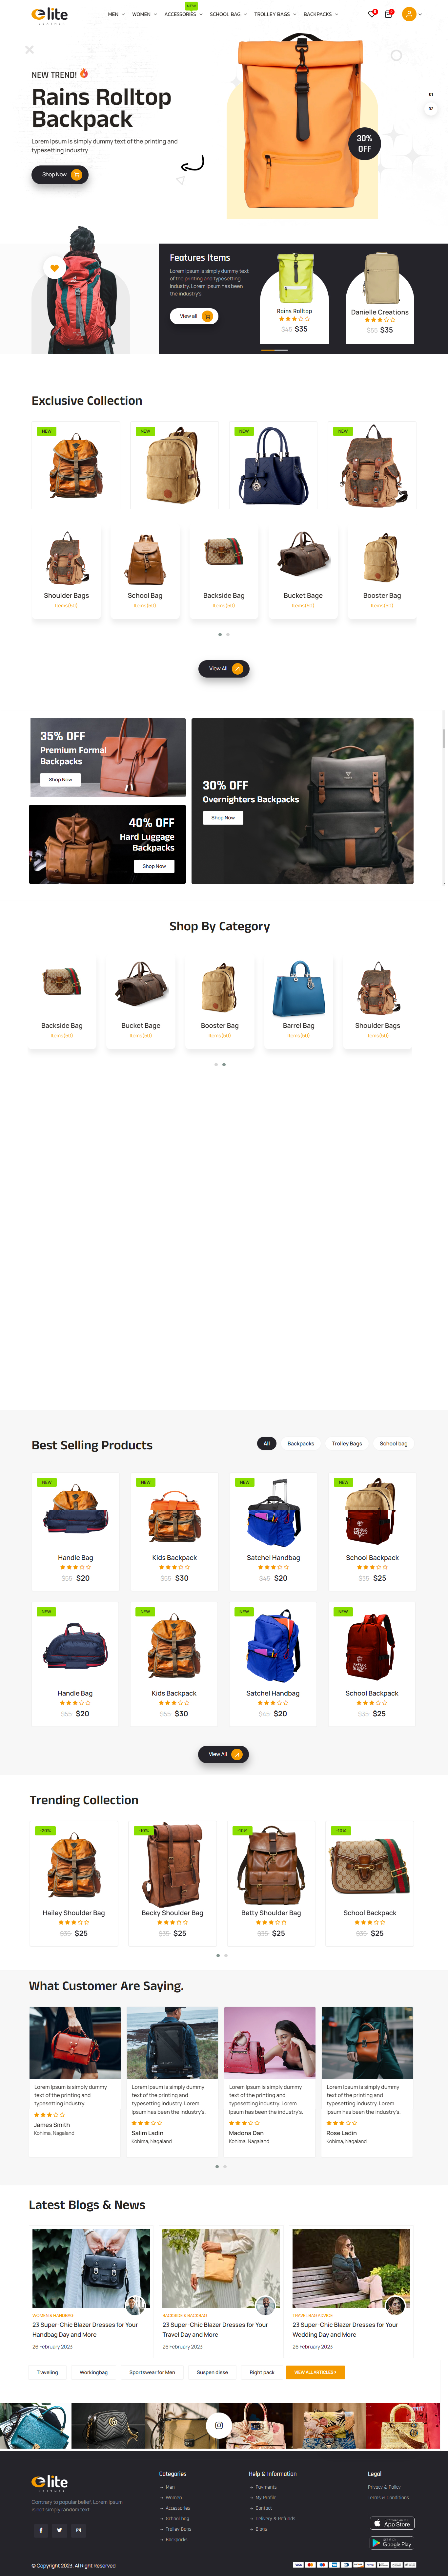 elite
LEATHER
MEN
WOMEN
NEW
ACCESSORIES
SCHOOL BAG
TROLLEY BAGS
BACKPACKS
NEW TREND!
Rains Rolltop
Backpack
Lorem Ipsum is simply dummy text of the printing and
typesetting industry.
Shop Now
30%
OFF
01
02
Features Items
Lorem Ipsum is simply dummy text
of the printing and typesetting
industry. Lorem Ipsum has been
the industry's
View all
Rains Rolltop
$45 $35
Danielle Creations
$55 $35
Exclusive Collection
NEW
NEW
NEW
NEW
Shoulder Bags
Items(50)
School Bag
Items(50)
Backside Bag
Items(50)
Bucket Bage
Items(50)
Booster Bag
Items(50)
View All
35% OFF
Premium Formal
Backpacks
Shop Now
40% OFF
Hard Luggage
Backpacks
Shop Now
30% OFF
Overnighters Backpacks
Shop Now
Shop By Category
Backside Bag
Items(50)
Bucket Bage
Items(50)
Booster Bag
Items(50)
Barrel Bag
Items(50)
Shoulder Bags
Items(50)
Best Selling Products
All
Backpacks
Trolley Bags
School bag
NEW
Handle Bag
$55 $20
NEW
Kids Backpack
$55 $30
NEW
Satchel Handbag
$45 $20
NEW
School Backpack
$35 $25
NEW
Handle Bag
$55 $20
NEW
Kids Backpack
$55 $30
NEW
Satchel Handbag
$45 $20
NEW
School Backpack
$35 $25
View All
Trending Collection
Hailey Shoulder Bag
$35 $25
Becky Shoulder Bag
$35 $25
Betty Shoulder Bag
$35 $25
School Backpack
$35 $25
What Customer Are Saying.
Lorem Ipsum is simply dummy
text of the printing and
typesetting industry.
James Smith
Kohima, Nagaland
Lorem Ipsum is simply dummy
text of the printing and
typesetting industry. Lorem
Ipsum has been the industry's.
Salim Ladin
Kohima, Nagaland
Lorem Ipsum is simply dummy
text of the printing and
typesetting industry. Lorem
Ipsum has been the industry's.
Madona Dan
Kohima, Nagaland
Lorem Ipsum is simply dummy
text of the printing and
typesetting industry. Lorem
Ipsum has been the industry's.
Rose Ladin
Kohima, Nagaland
Latest Blogs & News
WOMEN & HANDBAG
23 Super-Chic Blazer Dresses for Your
Handbag Day and More
26 February 2023
BACKSIDE & BACKBAG
23 Super-Chic Blazer Dresses for Your
Travel Day and More
26 February 2023
TRAVEL BAG ADVICE
23 Super-Chic Blazer Dresses for Your
Wedding Day and More
26 February 2023
Traveling
Workingbag
Sportswear for Men
Suspen disse
Right pack
VIEW ALL ARTICLES
elite
LEATHER
Contrary to popular belief. Lorem Ipsum
is not simply random text
Categories
Men
Women
Accessories
School bag
Trolley Bags
Backpacks
Help & Information
Payments
My Profile
Contact
Delivery & Refunds
Blogs
Legal
Privacy & Policy
Terms & Conditions
App Store
Google Play
© Copyright 2023. Al Right Reserved